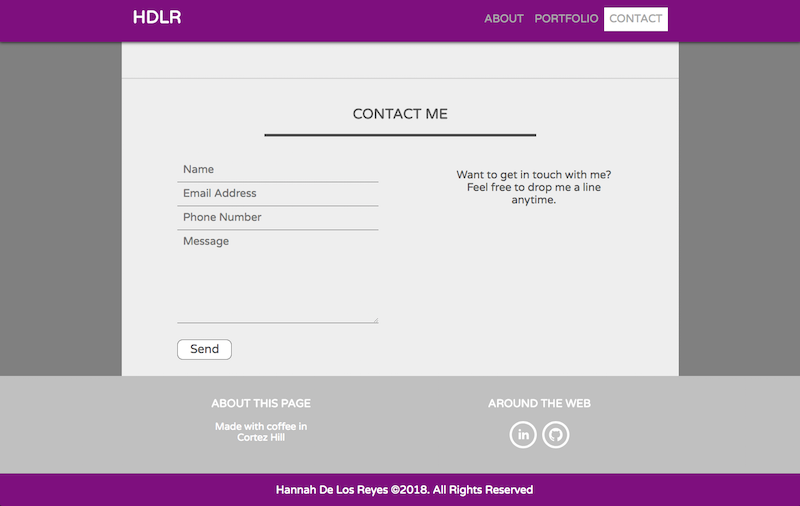 HDLR
ABOUT PORTFOLIO CONTACT
CONTACT ME
Name
Email Address
Phone Number
Message
Send
Want to get in touch with me?
Feel free to drop me a line
anytime.
ABOUT THIS PAGE
Made with coffee in
Cortez Hill
AROUND THE WEB
in
Hannah De Los Reyes ©2018. All Rights Reserved